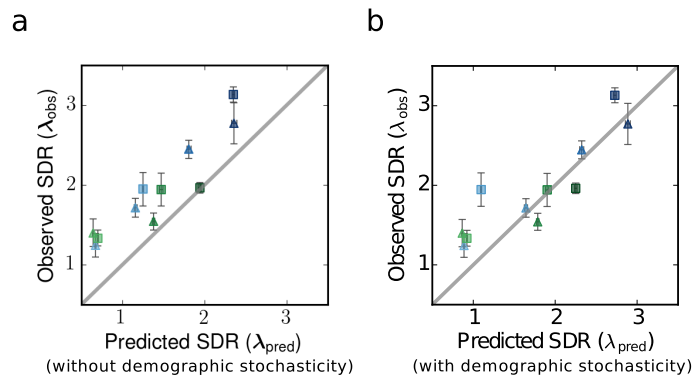 a
b
Observed SDR (λobs)
3
2
1
1 2 3
Predicted SDR (λpred)
(without demographic stochasticity)
Observed SDR (λobs)
3
2
1
1 2 3
Predicted SDR (λpred)
(with demographic stochasticity)